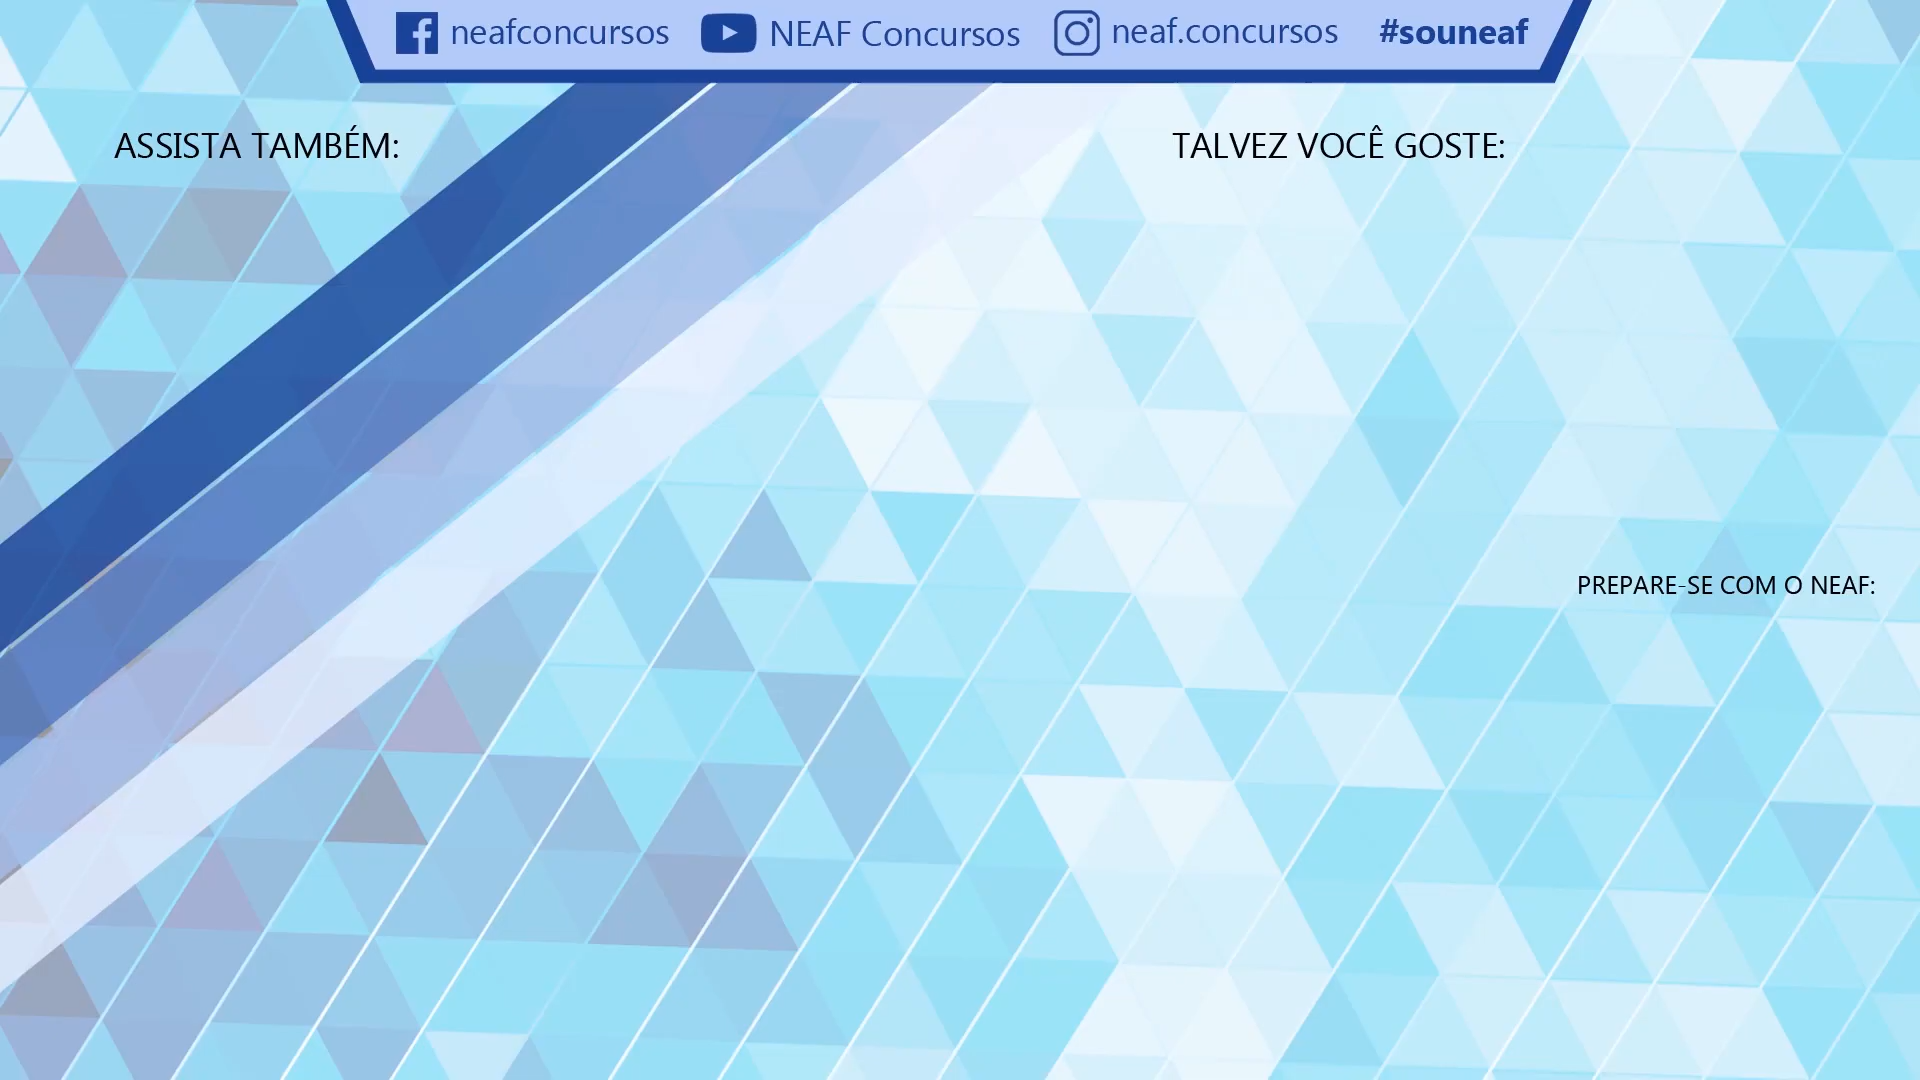 neafconcursos NEAF Concursos neaf.concursos #souneaf
ASSISTA TAMBÉM: TALVEZ VOCÊ GOSTE:
PREPARE-SE COM O NEAF: